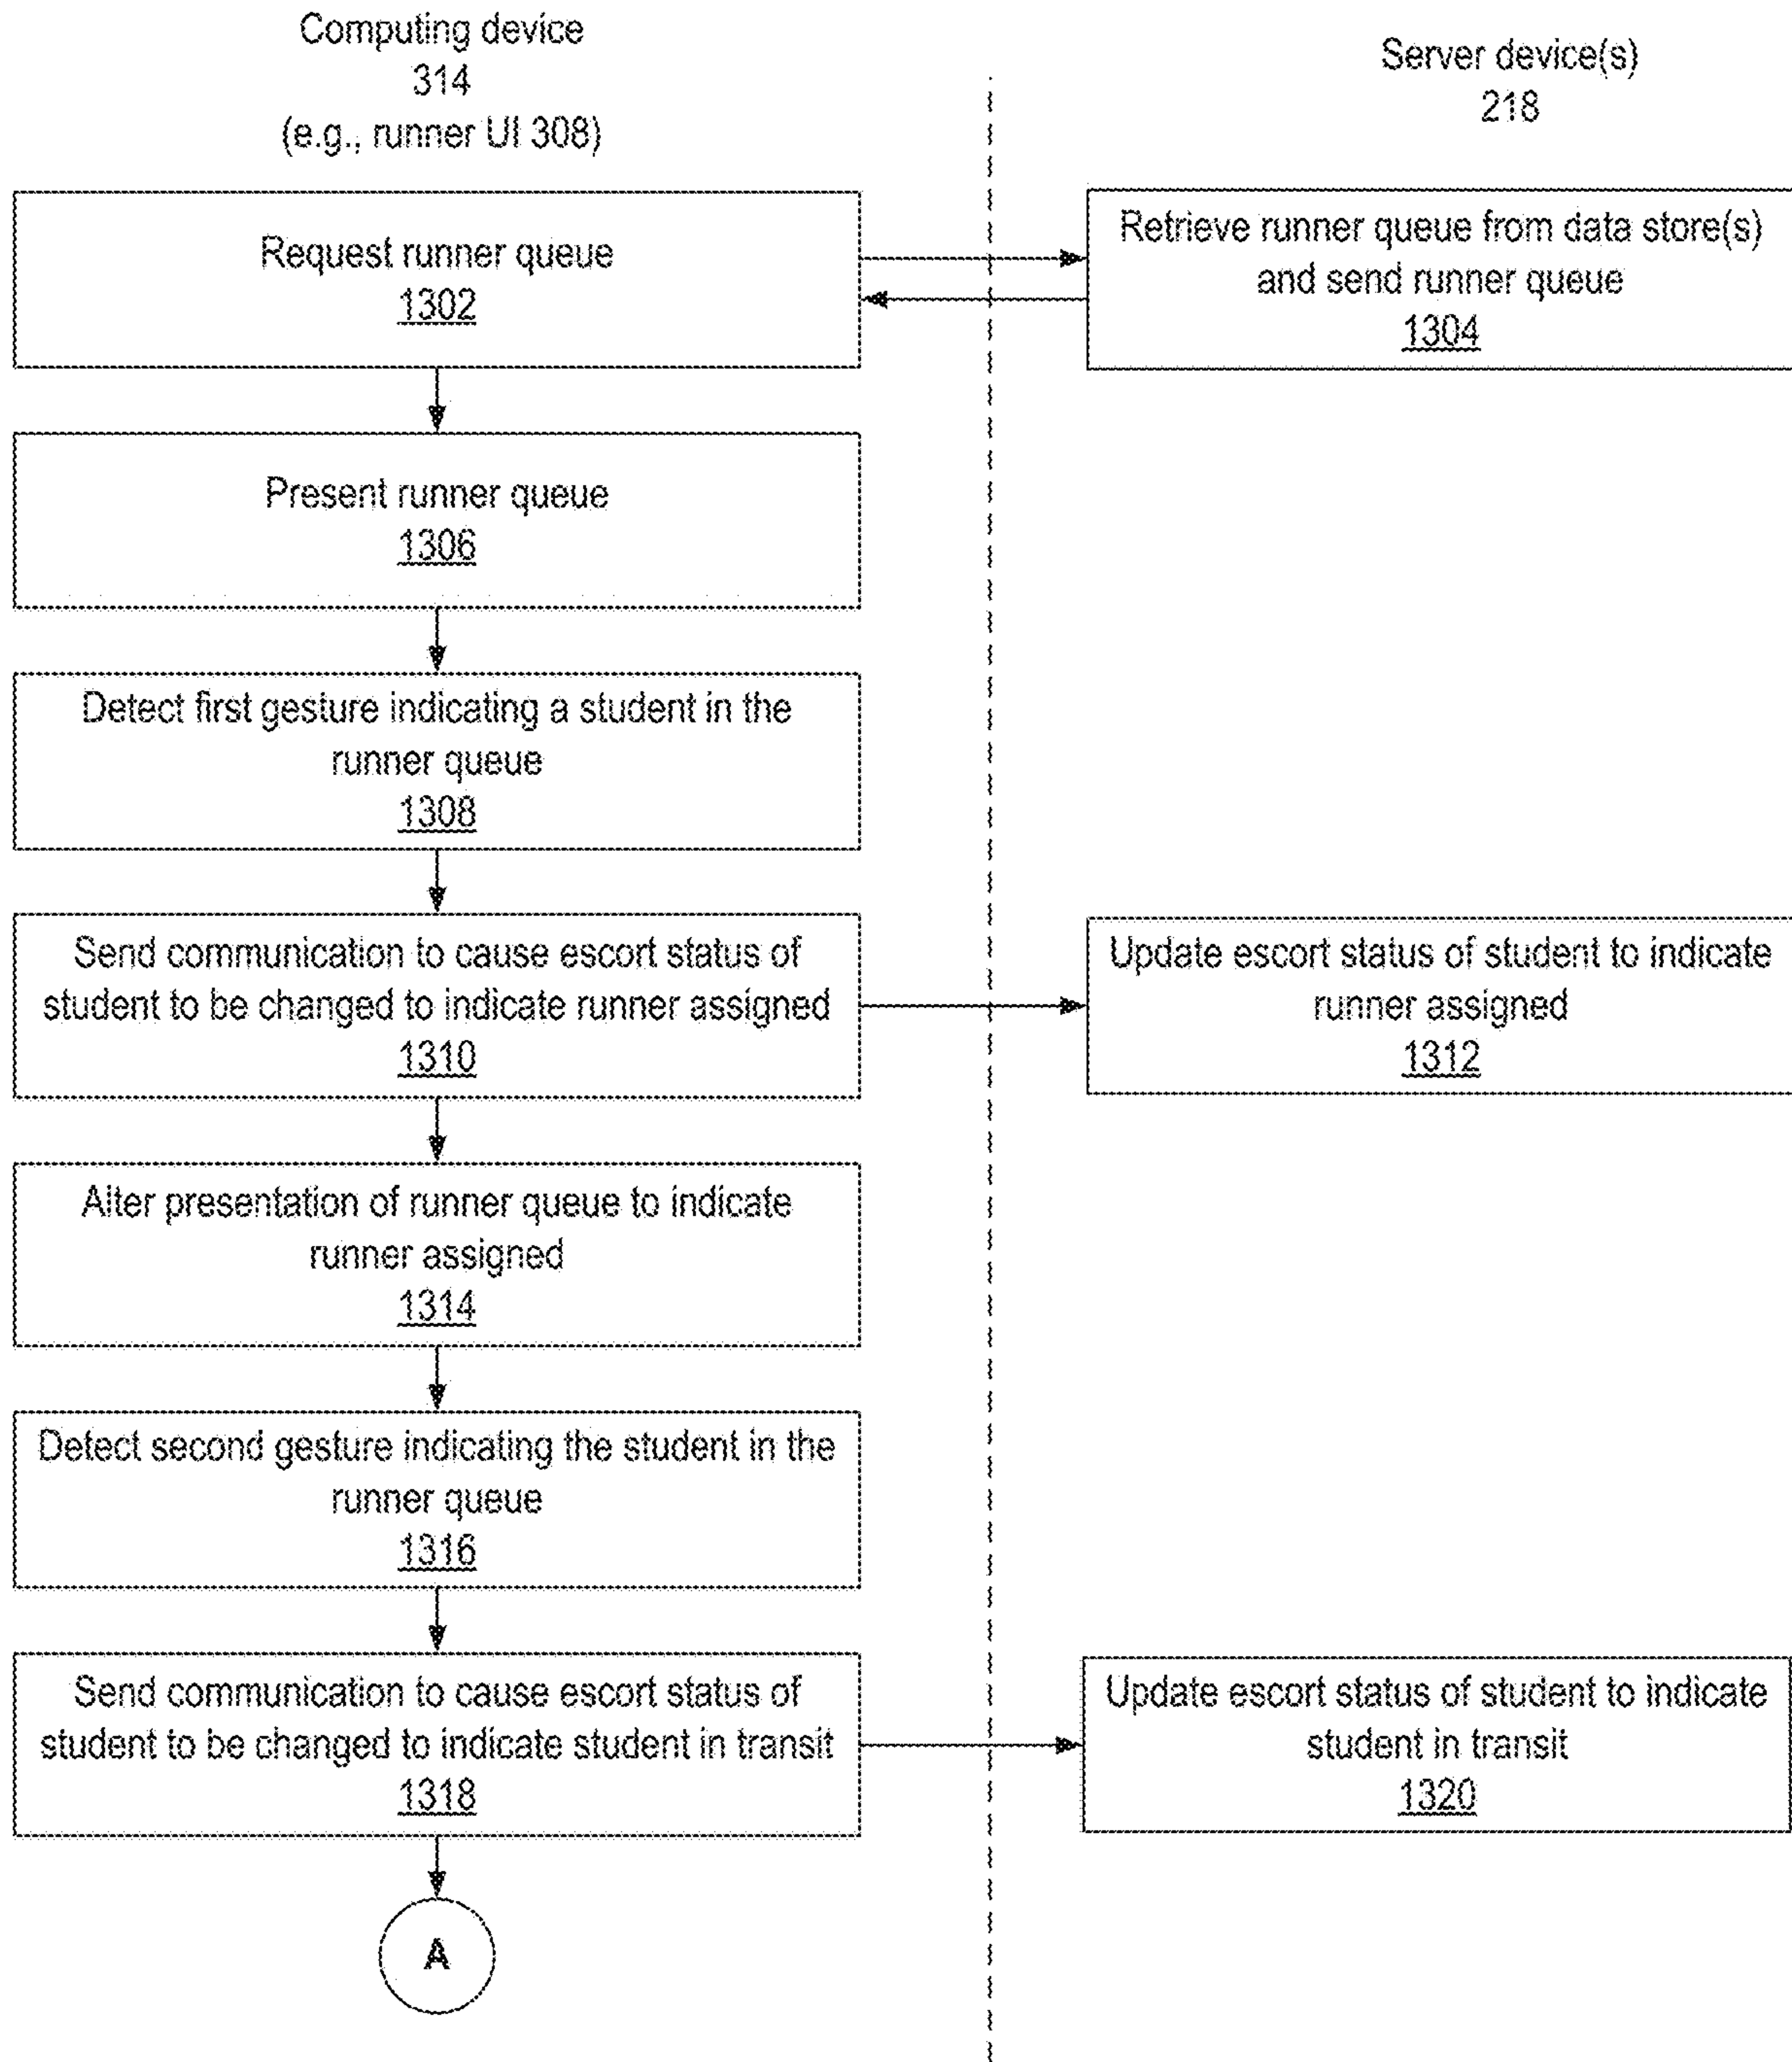 Computing device
314
(e.g., runner UI 308)
Server device(s)
218
Request runner queue
1302
Retrieve runner queue from data store(s)
and send runner queue
1304
Present runner queue
1306
Detect first gesture indicating a student in the
runner queue
1308
Send communication to cause escort status of
student to be changed to indicate runner assigned
1310
Update escort status of student to indicate
runner assigned
1312
Alter presentation of runner queue to indicate
runner assigned
1314
Detect second gesture indicating the student in the
runner queue
1316
Send communication to cause escort status of
student to be changed to indicate student in transit
1318
Update escort status of student to indicate
student in transit
1320
A